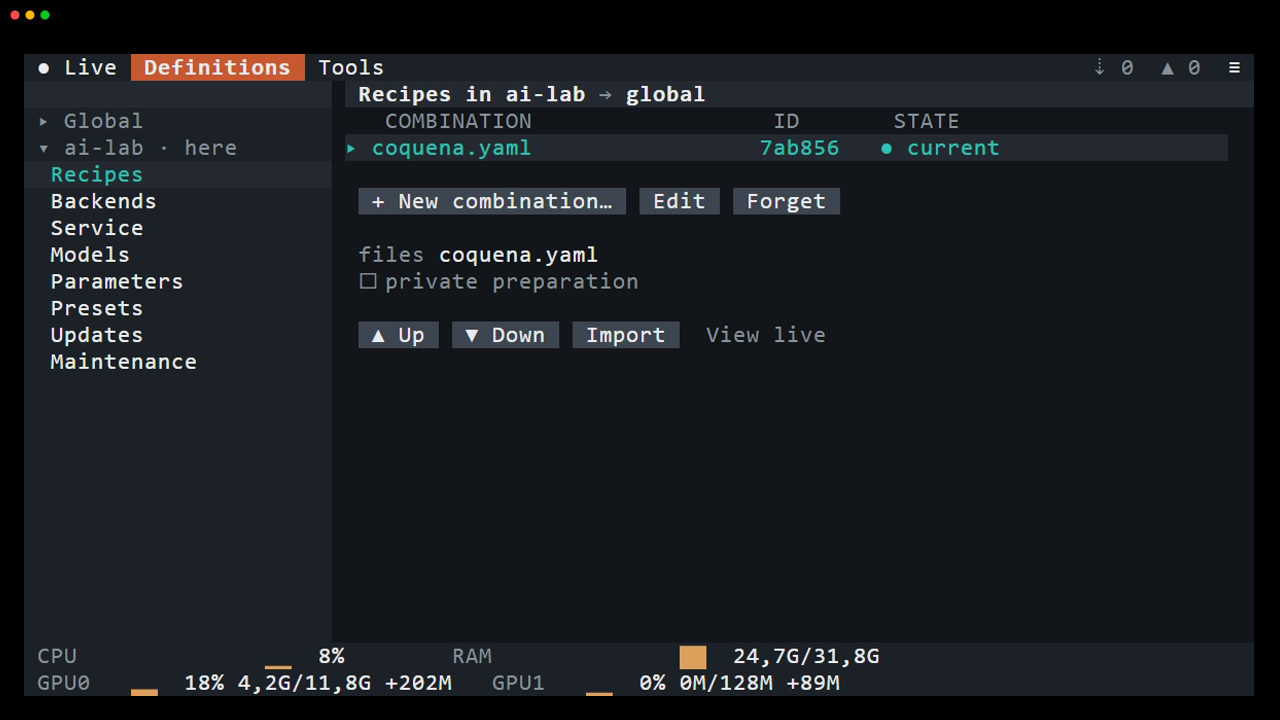 ● Live Definitions Tools ⇣ 0 ▲ 0 ≡
Recipes in ai-lab → global
▸ Global
COMBINATION ID STATE
▾ ai-lab · here
▸ coquena.yaml 7ab856 ● current
Recipes
Backends
+ New combination… Edit Forget
Service
Models
files coquena.yaml
Parameters
☐ private preparation
Presets
Updates
▲ Up ▼ Down Import View live
Maintenance
CPU 8% RAM 24,7G/31,8G
GPU0 18% 4,2G/11,8G +202M GPU1 0% 0M/128M +89M